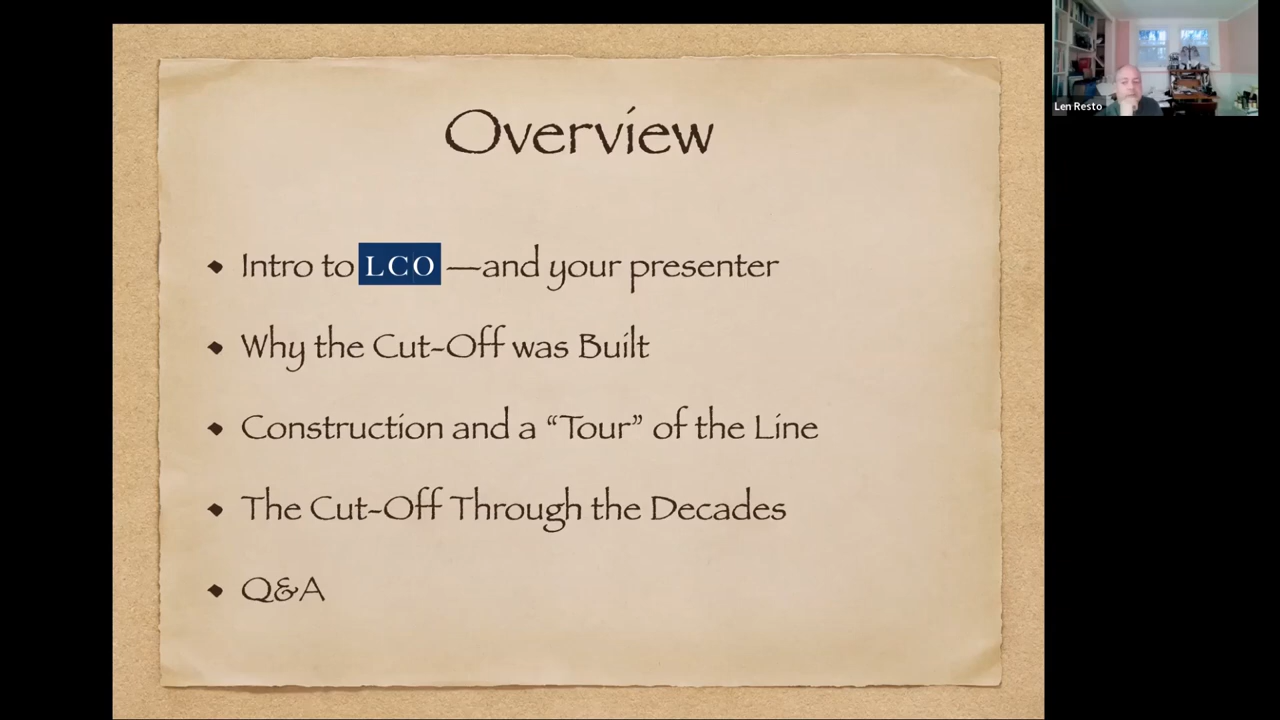 Overview
Intro to LCO —and your presenter
Why the Cut-Off was Built
Construction and a “Tour” of the Line
The Cut-Off Through the Decades
Q&A
Len Resto